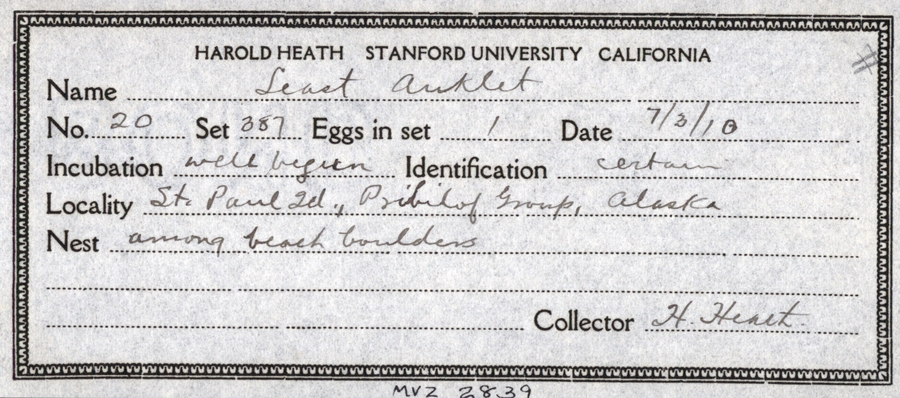 HAROLD HEATH STANFORD UNIVERSITY CALIFORNIA
#
Name Least Auklet
No. 20 Set 387 Eggs in set 1 Date 7/3/10
Incubation well begun Identification certain
Locality St. Paul Id., Pribilof Group, Alaska
Nest among beach boulders
Collector H. Heath.
MVZ 2839